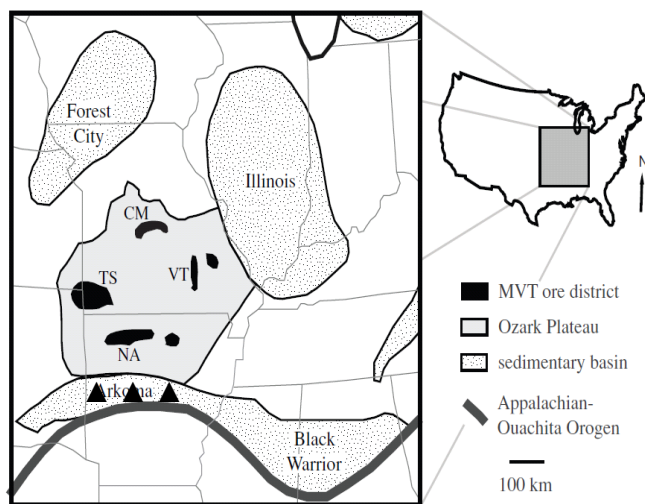 Forest
City
Illinois
CM
TS
VT
NA
Arkoma
Black
Warrior
N
MVT ore district
Ozark Plateau
sedimentary basin
Appalachian-
Ouachita Orogen
100 km